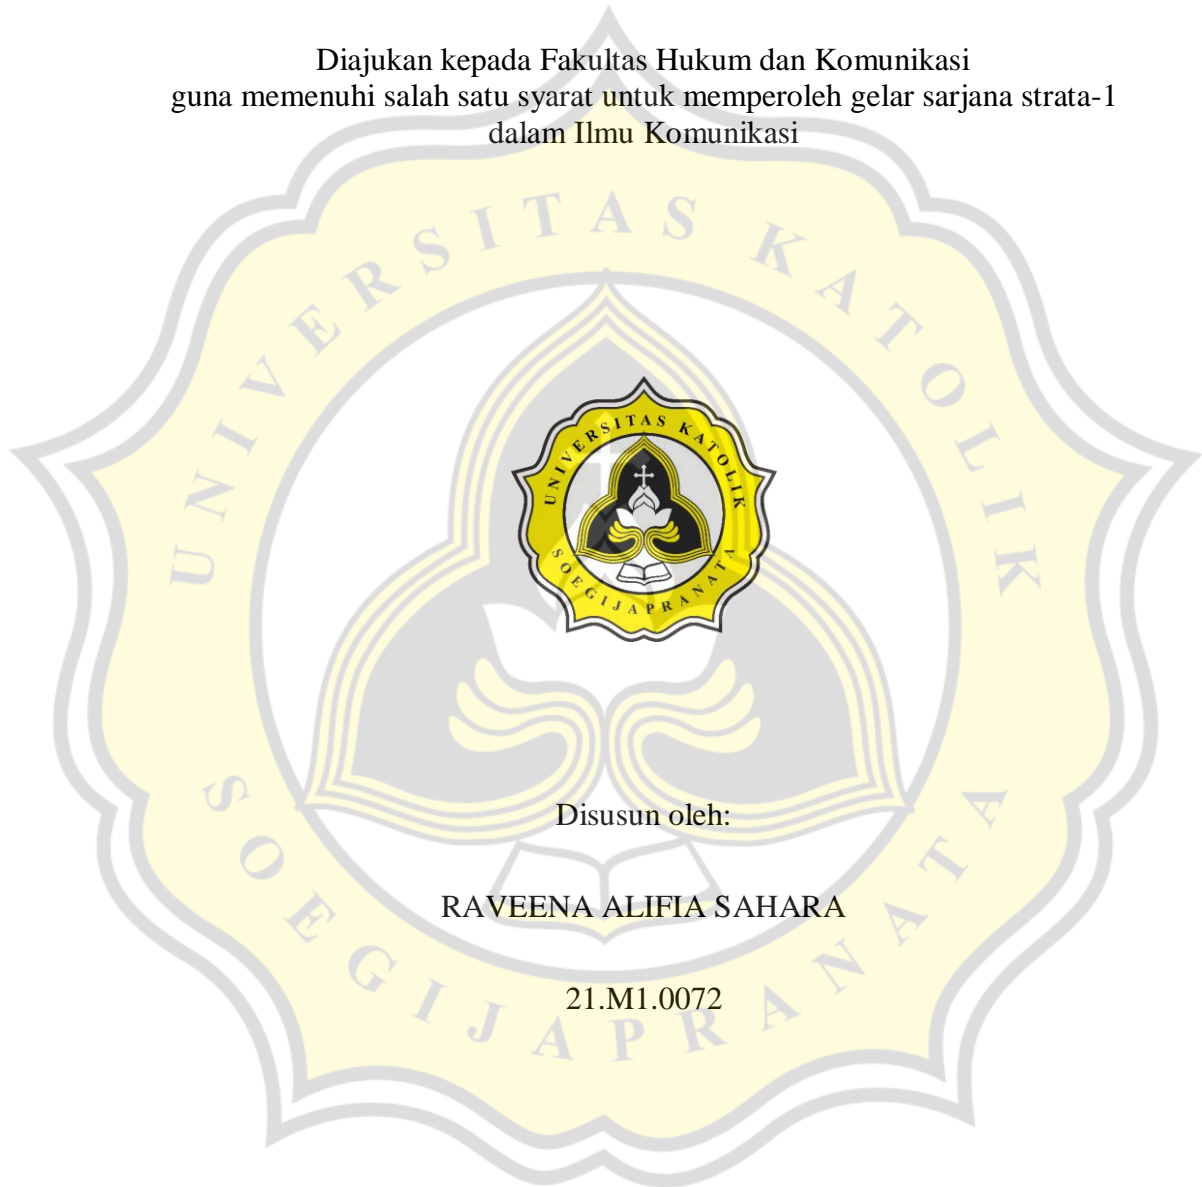 Diajukan kepada Fakultas Hukum dan Komunikasi
guna memenuhi salah satu syarat untuk memperoleh gelar sarjana strata-1
dalam Ilmu Komunikasi
UNIVERSITAS KATOLIK
SOEGIJAPRANATA
UNIVERSITAS KATOLIK
SOEGIJAPRANATA
Disusun oleh:
RAVEENA ALIFIA SAHARA
21.M1.0072